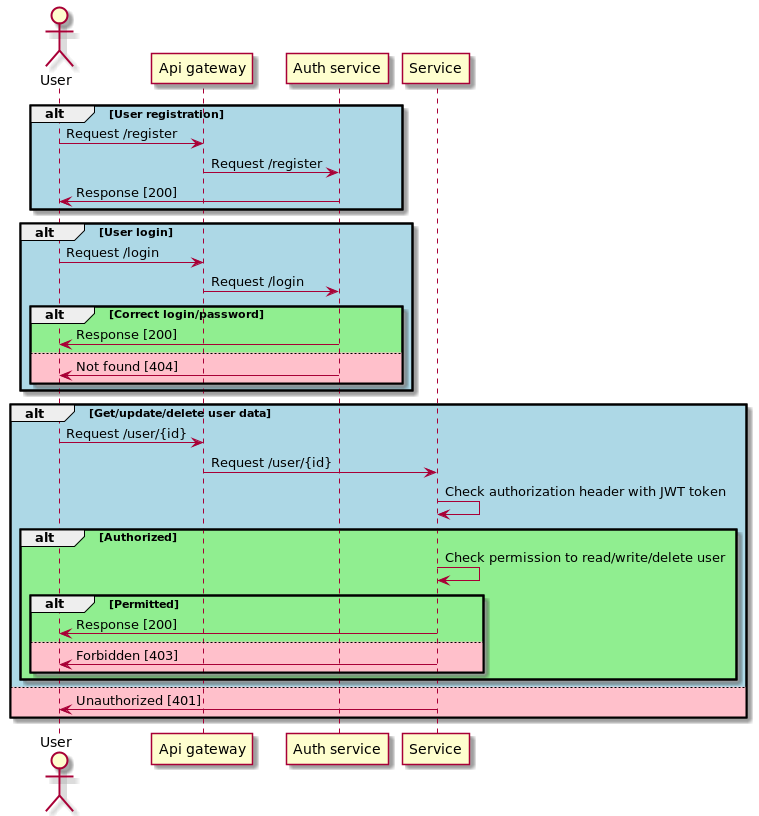 User
Api gateway
Auth service
Service
alt [User registration]
Request /register
Request /register
Response [200]
alt [User login]
Request /login
Request /login
alt [Correct login/password]
Response [200]
Not found [404]
alt [Get/update/delete user data]
Request /user/{id}
Request /user/{id}
Check authorization header with JWT token
alt [Authorized]
Check permission to read/write/delete user
alt [Permitted]
Response [200]
Forbidden [403]
Unauthorized [401]
User
Api gateway
Auth service
Service